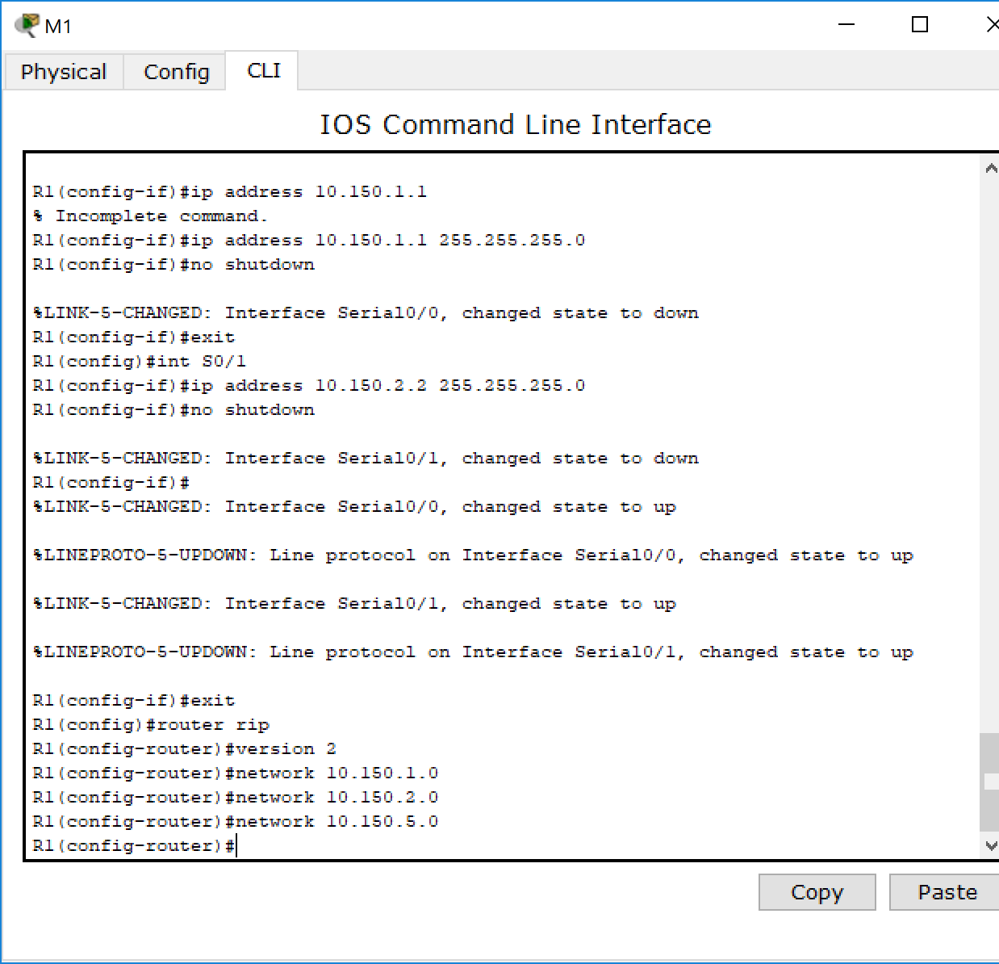 M1
Physical Config CLI
IOS Command Line Interface
R1(config-if)#ip address 10.150.1.1
% Incomplete command.
R1(config-if)#ip address 10.150.1.1 255.255.255.0
R1(config-if)#no shutdown
%LINK-5-CHANGED: Interface Serial0/0, changed state to down
R1(config-if)#exit
R1(config)#int S0/1
R1(config-if)#ip address 10.150.2.2 255.255.255.0
R1(config-if)#no shutdown
%LINK-5-CHANGED: Interface Serial0/1, changed state to down
R1(config-if)#
%LINK-5-CHANGED: Interface Serial0/0, changed state to up
%LINEPROTO-5-UPDOWN: Line protocol on Interface Serial0/0, changed state to up
%LINK-5-CHANGED: Interface Serial0/1, changed state to up
%LINEPROTO-5-UPDOWN: Line protocol on Interface Serial0/1, changed state to up
R1(config-if)#exit
R1(config)#router rip
R1(config-router)#version 2
R1(config-router)#network 10.150.1.0
R1(config-router)#network 10.150.2.0
R1(config-router)#network 10.150.5.0
R1(config-router)#
Copy Paste